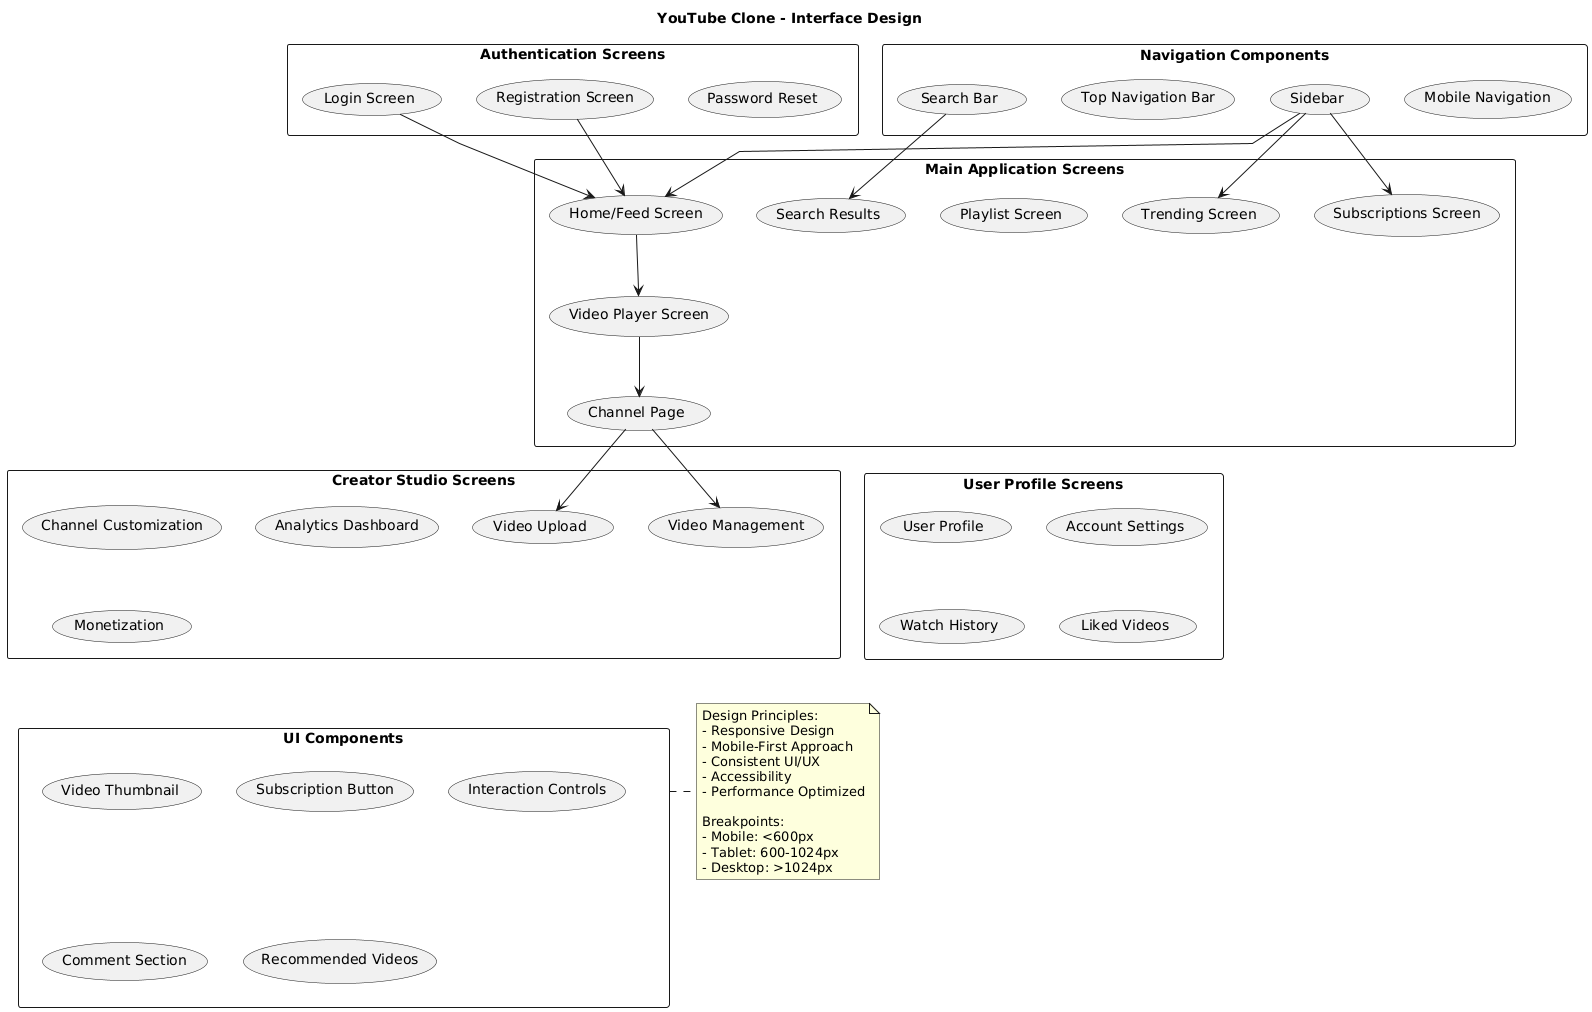 YouTube Clone - Interface Design
Authentication Screens
Login Screen
Registration Screen
Password Reset
Navigation Components
Search Bar
Top Navigation Bar
Sidebar
Mobile Navigation
Main Application Screens
Home/Feed Screen
Search Results
Playlist Screen
Trending Screen
Subscriptions Screen
Video Player Screen
Channel Page
Creator Studio Screens
Channel Customization
Analytics Dashboard
Video Upload
Video Management
Monetization
User Profile Screens
User Profile
Account Settings
Watch History
Liked Videos
UI Components
Video Thumbnail
Subscription Button
Interaction Controls
Comment Section
Recommended Videos
Design Principles:
- Responsive Design
- Mobile-First Approach
- Consistent UI/UX
- Accessibility
- Performance Optimized
Breakpoints:
- Mobile: <600px
- Tablet: 600-1024px
- Desktop: >1024px